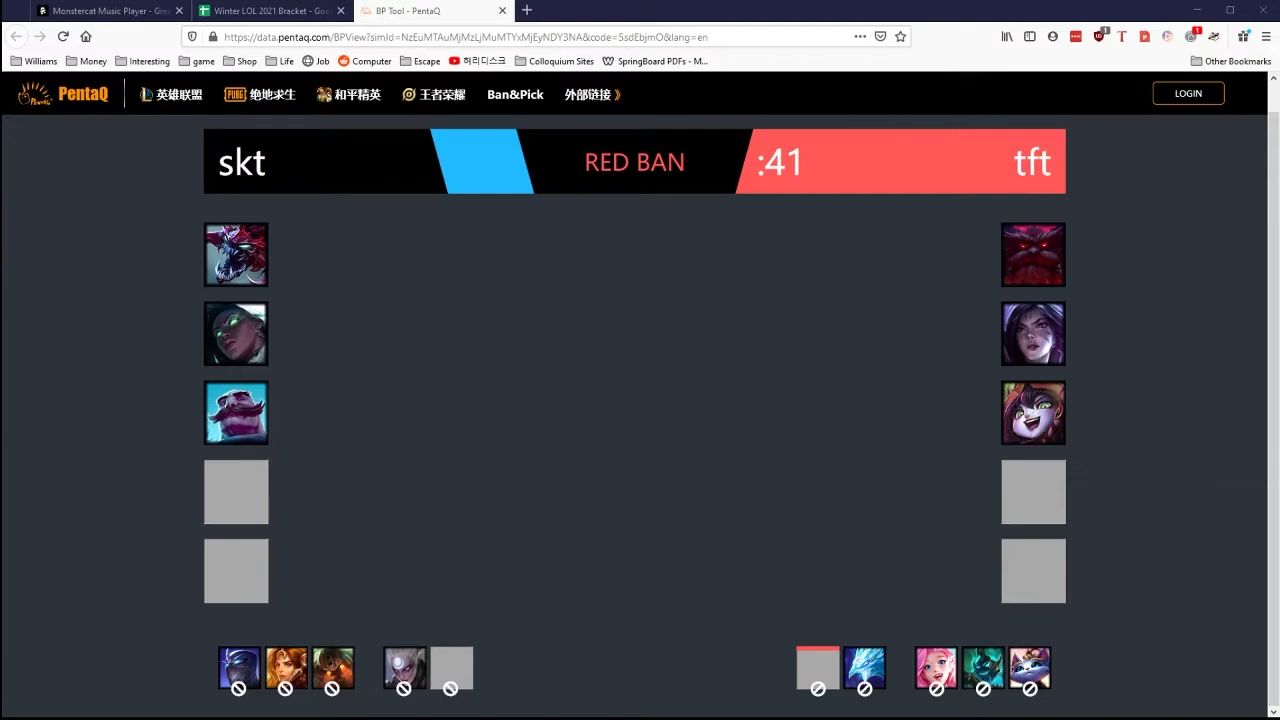 Monstercat Music Player - Gre
Winter LOL 2021 Bracket - Goo
BP Tool - PentaQ
https://data.pentaq.com/BPView?simId=NzEuMTAuMjMzLjMuMTYxMjEyNDY3NA&code=5sdEbjmO&lang=en
Williams Money Interesting game Shop Life Job Computer Escape 허리디스크 Colloquium Sites SpringBoard PDFs - M... Other Bookmarks
PentaQ 英雄联盟 PUBG 绝地求生 和平精英 王者荣耀 Ban&Pick 外部链接 》 LOGIN
skt RED BAN :41 tft